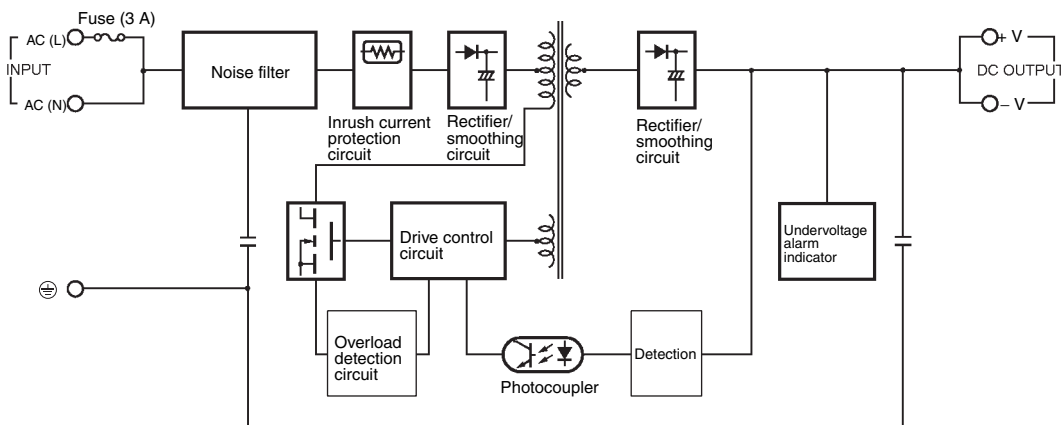 Fuse (3 A)
AC (L)
INPUT
AC (N)
Noise filter
Inrush current
protection
circuit
Rectifier/
smoothing
circuit
Rectifier/
smoothing
circuit
+ V
DC OUTPUT
– V
Drive control
circuit
Undervoltage
alarm
indicator
Overload
detection
circuit
Photocoupler
Detection